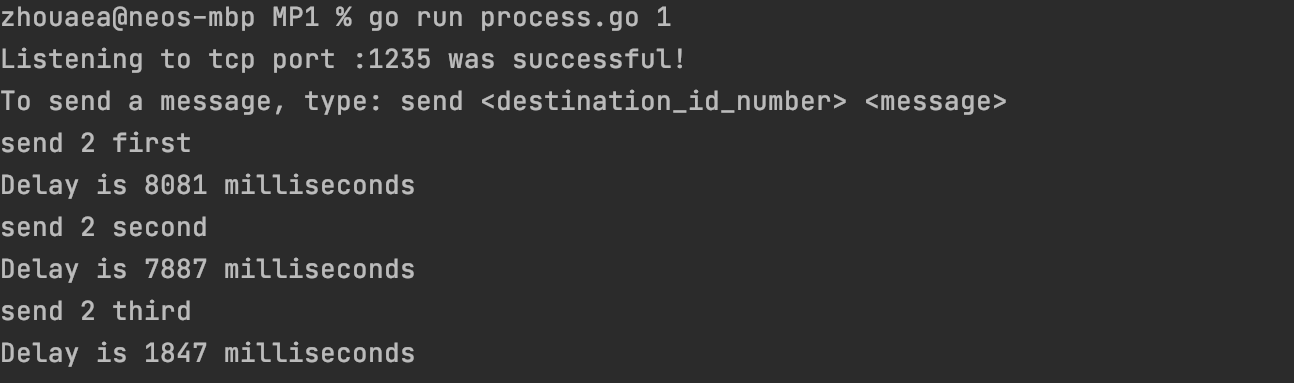 zhouaea@neos-mbp MP1 % go run process.go 1
Listening to tcp port :1235 was successful!
To send a message, type: send <destination_id_number> <message>
send 2 first
Delay is 8081 milliseconds
send 2 second
Delay is 7887 milliseconds
send 2 third
Delay is 1847 milliseconds